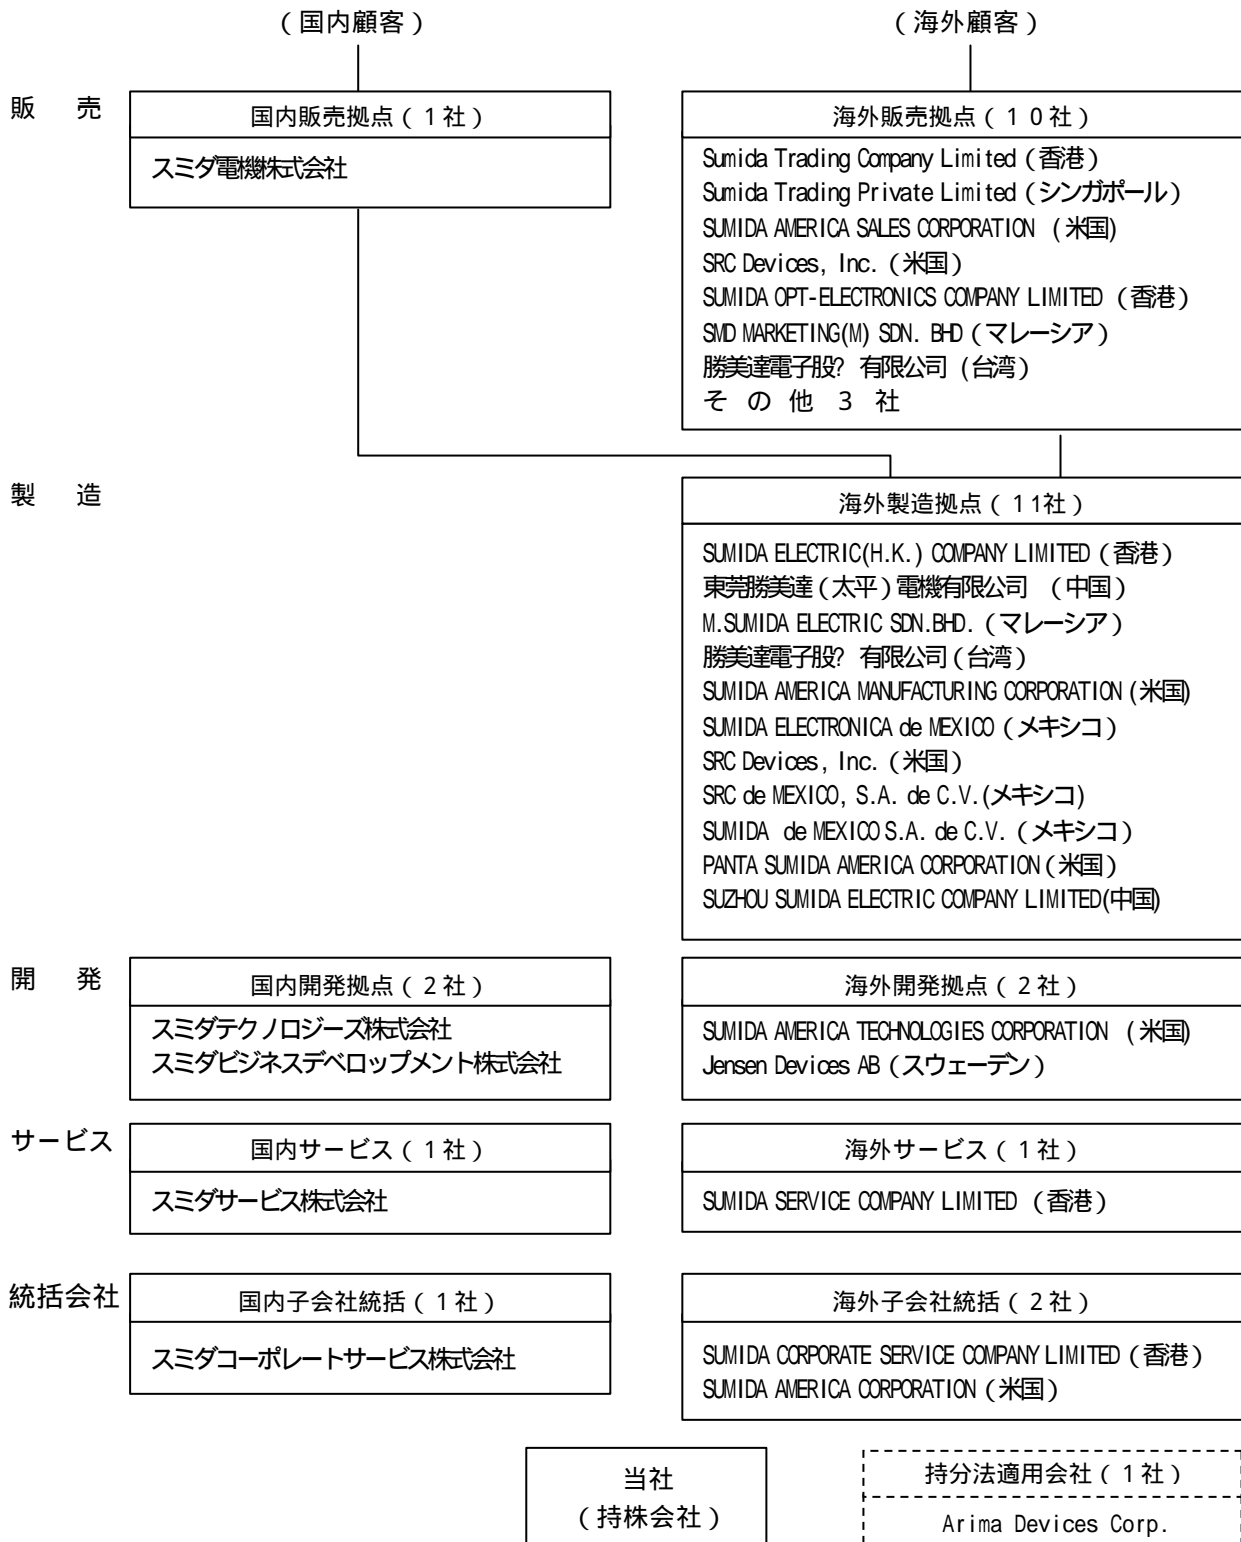 (国内顧客)
(海外顧客)
販 売
国内販売拠点(1社)
スミダ電機株式会社
海外販売拠点(10社)
Sumida Trading Company Limited(香港)
Sumida Trading Private Limited(シンガポール)
SUMIDA AMERICA SALES CORPORATION (米国)
SRC Devices, Inc.(米国)
SUMIDA OPT-ELECTRONICS COMPANY LIMITED(香港)
SMD MARKETING(M) SDN. BHD(マレーシア)
勝美達電子股? 有限公司 (台湾)
そ の 他 3 社
製 造
海外製造拠点(11社)
SUMIDA ELECTRIC(H.K.) COMPANY LIMITED(香港)
東莞勝美達(太平)電機有限公司 (中国)
M.SUMIDA ELECTRIC SDN.BHD.(マレーシア)
勝美達電子股? 有限公司(台湾)
SUMIDA AMERICA MANUFACTURING CORPORATION(米国)
SUMIDA ELECTRONICA de MEXICO(メキシコ)
SRC Devices, Inc.(米国)
SRC de MEXICO, S.A. de C.V.(メキシコ)
SUMIDA de MEXICO S.A. de C.V.(メキシコ)
PANTA SUMIDA AMERICA CORPORATION(米国)
SUZHOU SUMIDA ELECTRIC COMPANY LIMITED(中国)
開 発
国内開発拠点(2社)
スミダテクノロジーズ株式会社
スミダビジネスデベロップメント株式会社
海外開発拠点(2社)
SUMIDA AMERICA TECHNOLOGIES CORPORATION (米国)
Jensen Devices AB(スウェーデン)
サービス
国内サービス(1社)
スミダサービス株式会社
海外サービス(1社)
SUMIDA SERVICE COMPANY LIMITED (香港)
統括会社
国内子会社統括(1社)
スミダコーポレートサービス株式会社
海外子会社統括(2社)
SUMIDA CORPORATE SERVICE COMPANY LIMITED(香港)
SUMIDA AMERICA CORPORATION(米国)
当社
(持株会社)
持分法適用会社(1社)
Arima Devices Corp.